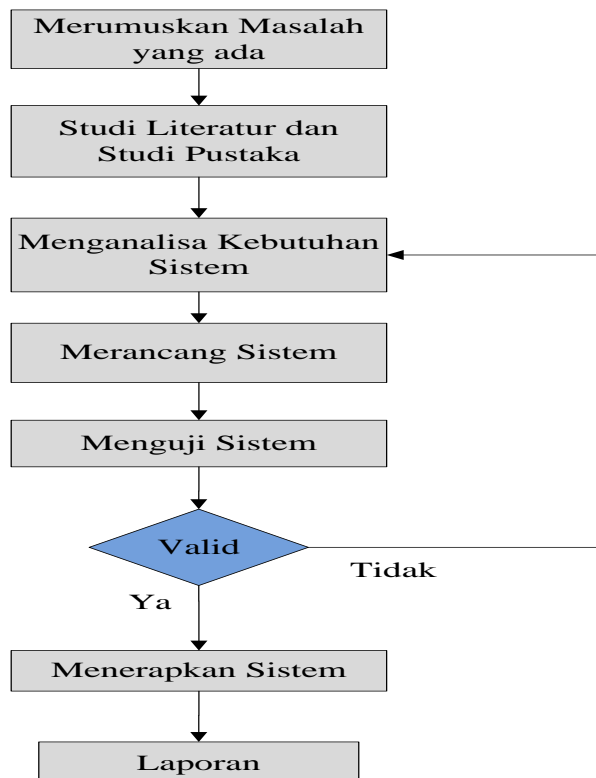 Merumuskan Masalah
yang ada
Studi Literatur dan
Studi Pustaka
Menganalisa Kebutuhan
Sistem
Merancang Sistem
Menguji Sistem
Valid
Tidak
Ya
Menerapkan Sistem
Laporan